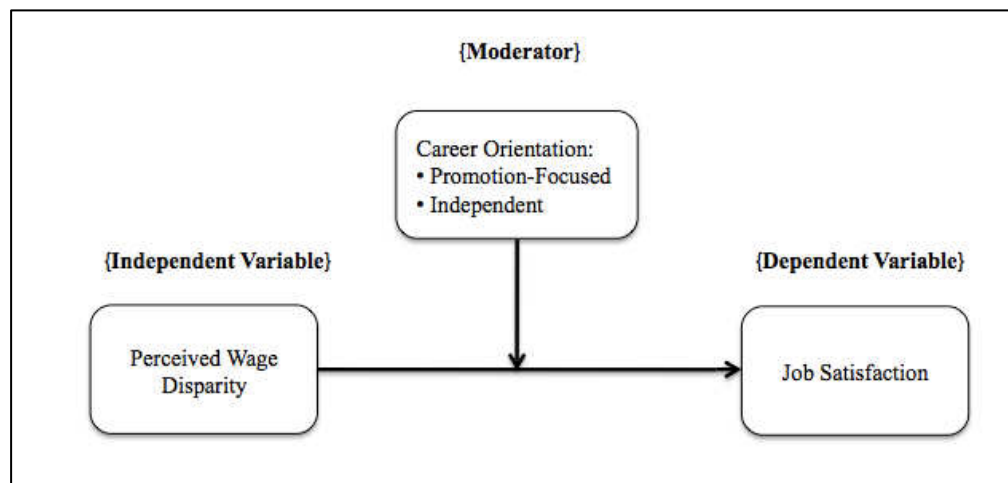 {Moderator}
Career Orientation:
• Promotion-Focused
• Independent
{Independent Variable}
{Dependent Variable}
Perceived Wage
Disparity
Job Satisfaction